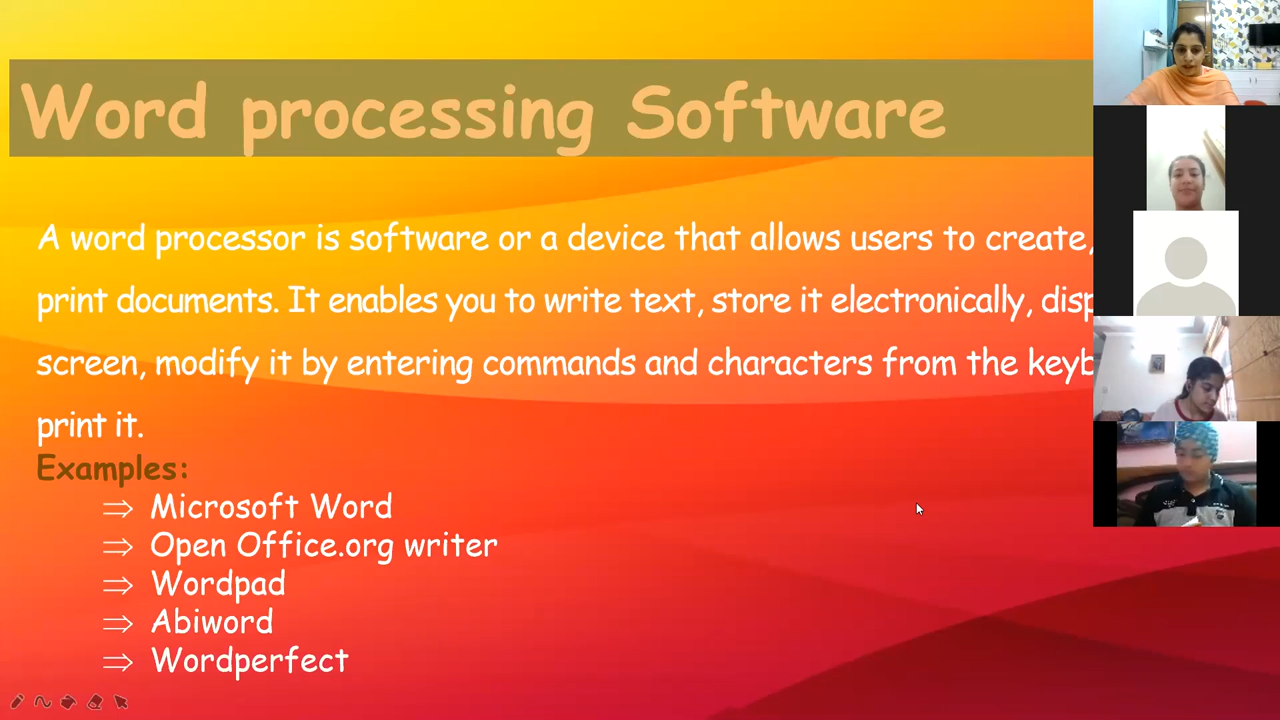 Word processing Software
A word processor is software or a device that allows users to create,
print documents. It enables you to write text, store it electronically,
screen, modify it by entering commands and characters from the
print it.
Examples:
⇒ Microsoft Word
⇒ Open Office.org writer
⇒ Wordpad
⇒ Abiword
⇒ Wordperfect